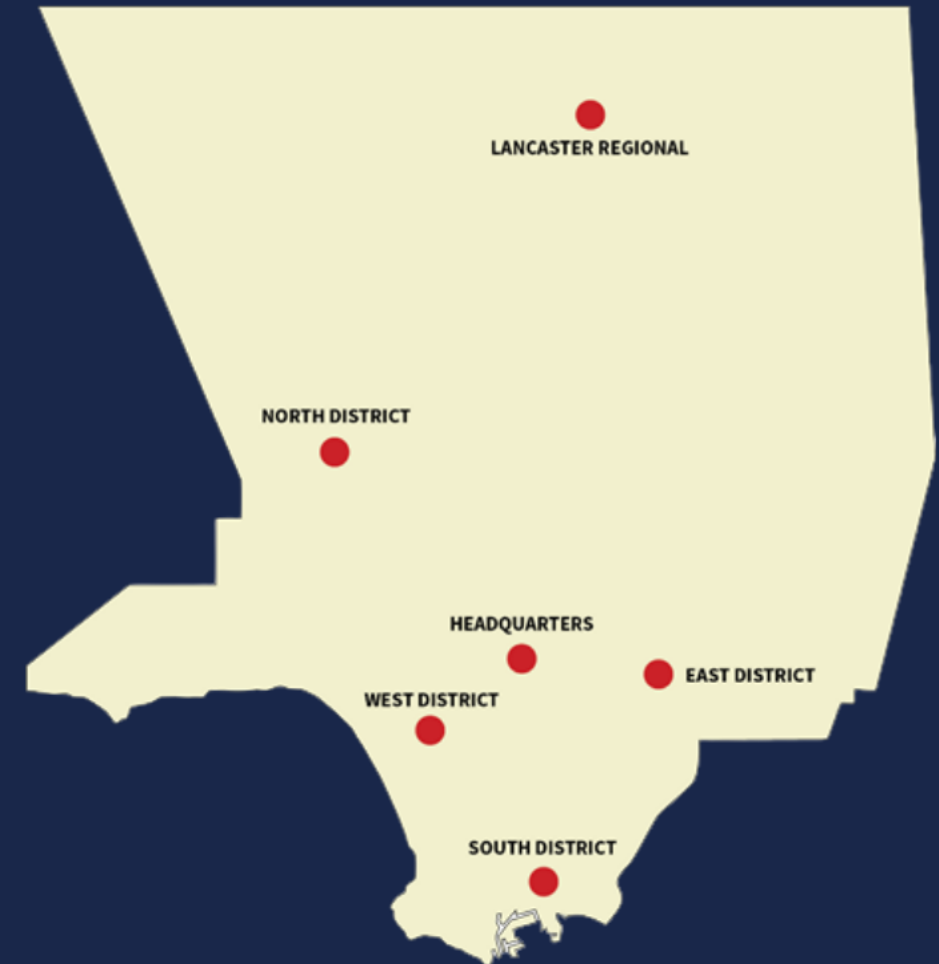 LANCASTER REGIONAL
NORTH DISTRICT
HEADQUARTERS
EAST DISTRICT
WEST DISTRICT
SOUTH DISTRICT